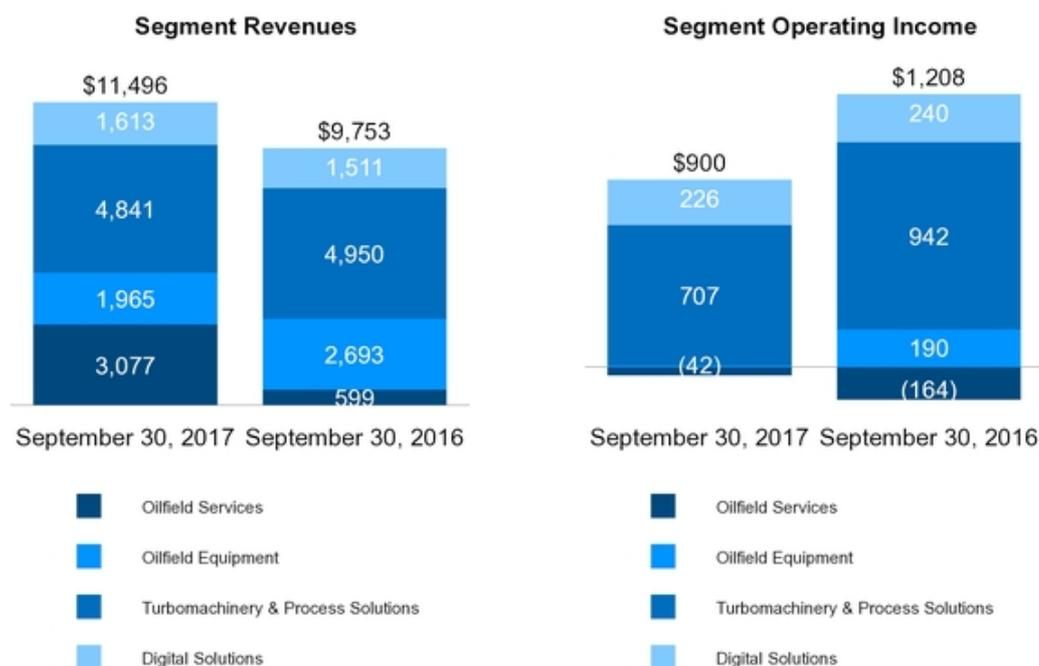 Segment Revenues
$11,496
1,613
4,841
1,965
3,077
$9,753
1,511
4,950
2,693
599
September 30, 2017 September 30, 2016
Oilfield Services
Oilfield Equipment
Turbomachinery & Process Solutions
Digital Solutions
Segment Operating Income
$900
226
707
(42)
$1,208
240
942
190
(164)
September 30, 2017 September 30, 2016
Oilfield Services
Oilfield Equipment
Turbomachinery & Process Solutions
Digital Solutions